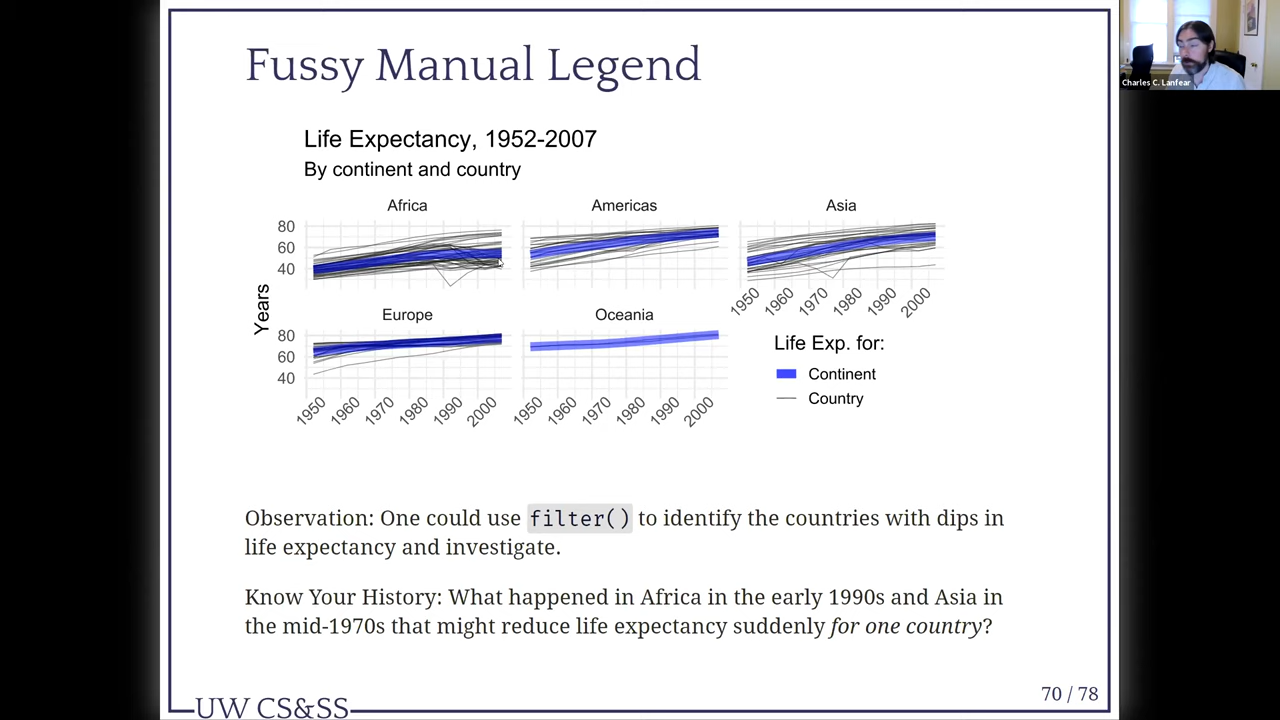 Fussy Manual Legend
Charles C. Lanfear
Life Expectancy, 1952-2007
By continent and country
Africa
Americas
Asia
80
60
40
Years
1950 1960 1970 1980 1990 2000
Europe
Oceania
80
60
40
1950 1960 1970 1980 1990 2000
1950 1960 1970 1980 1990 2000
Life Exp. for:
Continent
Country
Observation: One could use filter() to identify the countries with dips in
life expectancy and investigate.
Know Your History: What happened in Africa in the early 1990s and Asia in
the mid-1970s that might reduce life expectancy suddenly for one country?
70 / 78
UW CS&SS